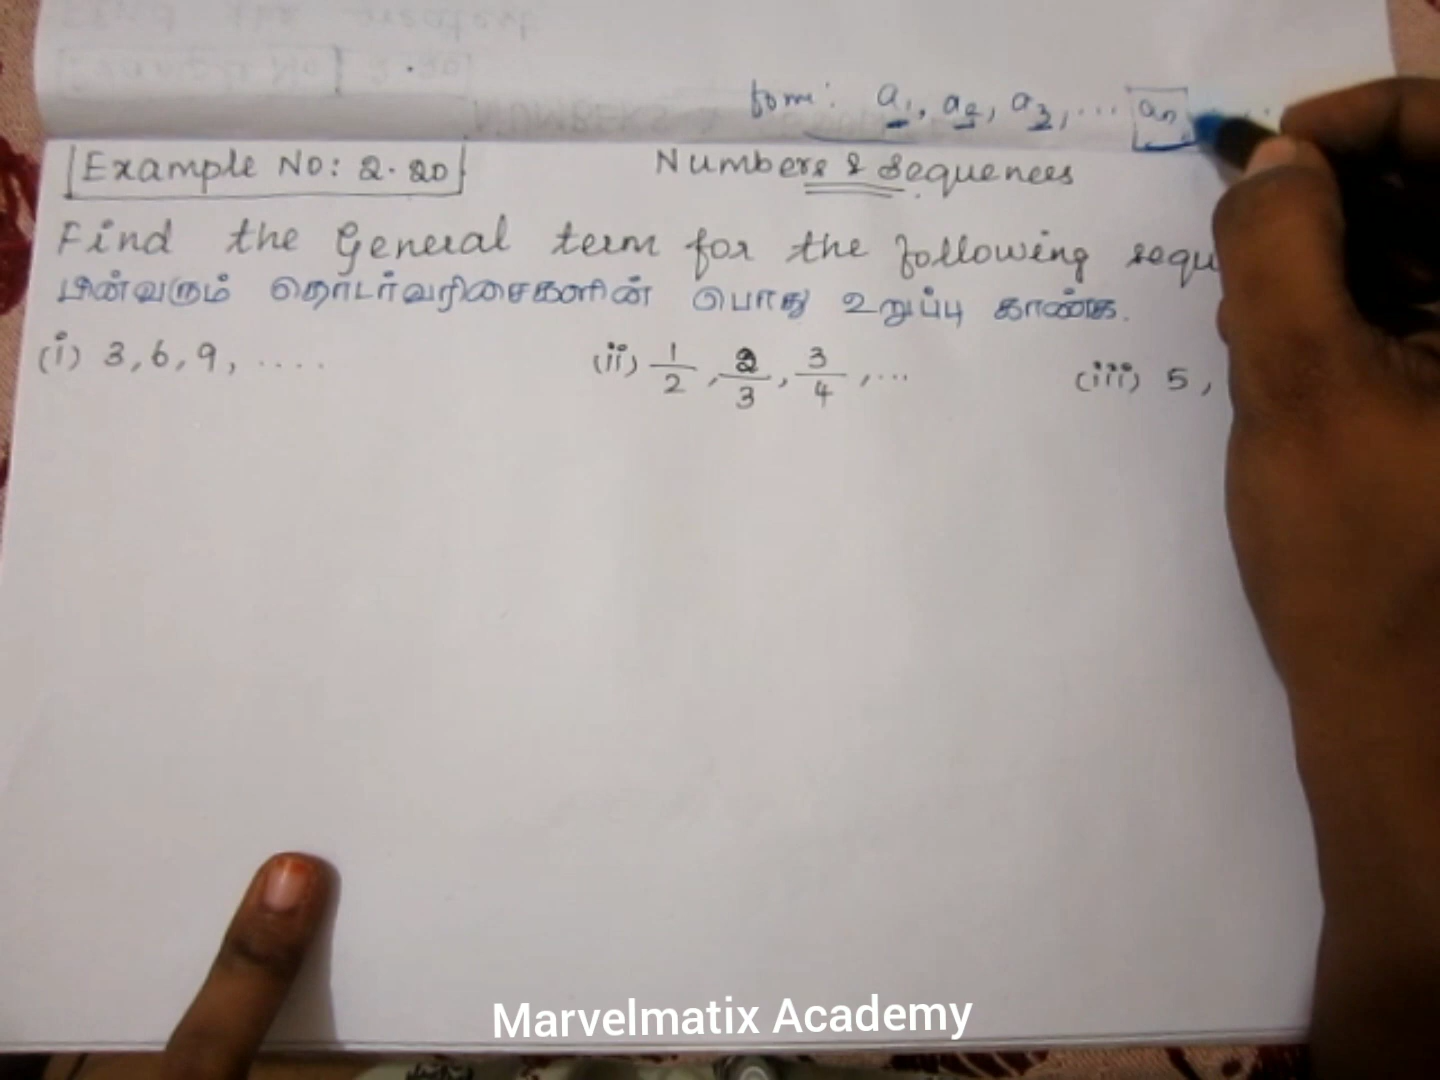 form: a₁, a₂, a₃, ... aₙ
Example No: 2.20
Numbers & Sequences
Find the General term for the following sequ
பின்வரும் தொடர்வரிசைகளின் பொது உறுப்பு காண்க.
(i) 3, 6, 9, .... (ii) 1/2, 2/3, 3/4, ... (iii) 5,
Marvelmatix Academy